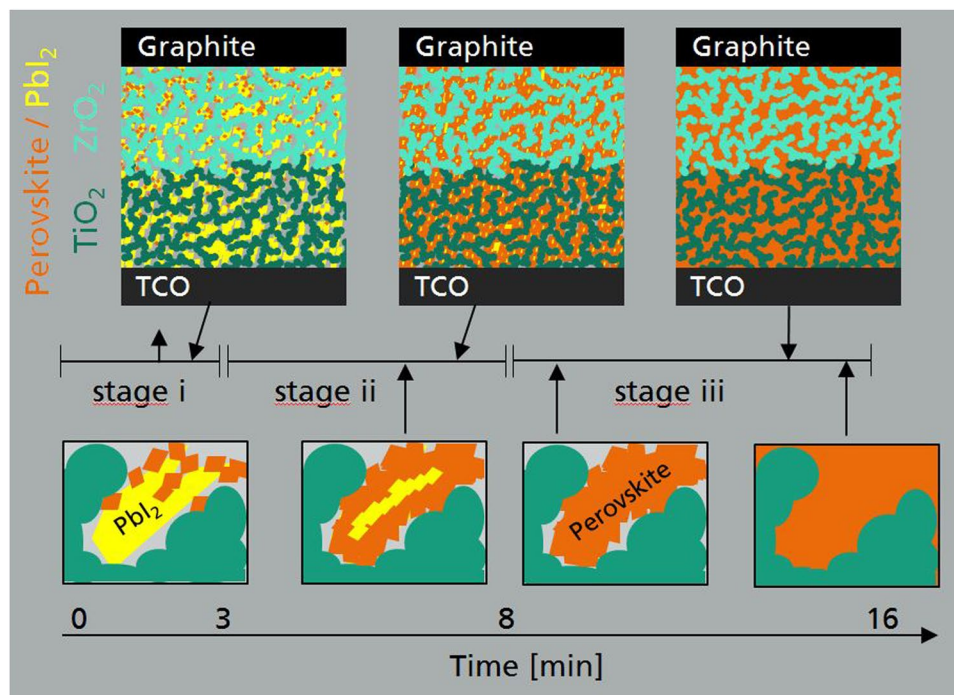 Graphite
Graphite
Graphite
Perovskite / PbI₂
ZrO₂
TiO₂
TCO
TCO
TCO
stage i
stage ii
stage iii
PbI₂
Perovskite
0
3
8
16
Time [min]